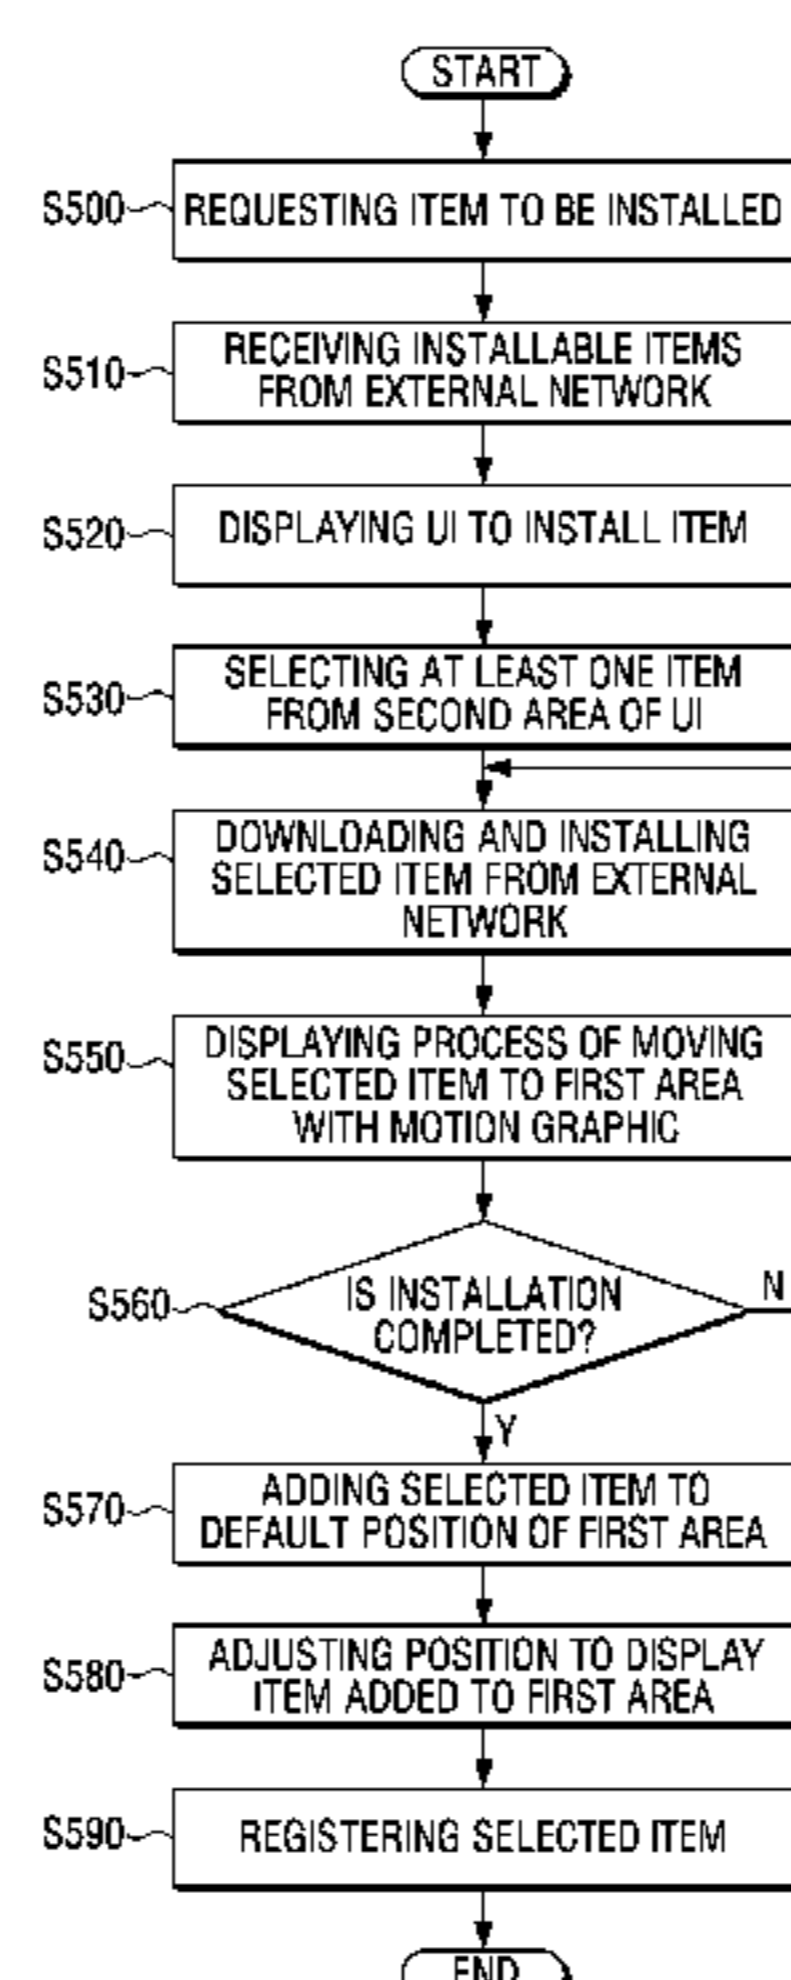 START
S500
REQUESTING ITEM TO BE INSTALLED
S510
RECEIVING INSTALLABLE ITEMS
FROM EXTERNAL NETWORK
S520
DISPLAYING UI TO INSTALL ITEM
S530
SELECTING AT LEAST ONE ITEM
FROM SECOND AREA OF UI
S540
DOWNLOADING AND INSTALLING
SELECTED ITEM FROM EXTERNAL
NETWORK
S550
DISPLAYING PROCESS OF MOVING
SELECTED ITEM TO FIRST AREA
WITH MOTION GRAPHIC
S560
IS INSTALLATION
COMPLETED?
N
Y
S570
ADDING SELECTED ITEM TO
DEFAULT POSITION OF FIRST AREA
S580
ADJUSTING POSITION TO DISPLAY
ITEM ADDED TO FIRST AREA
S590
REGISTERING SELECTED ITEM
END